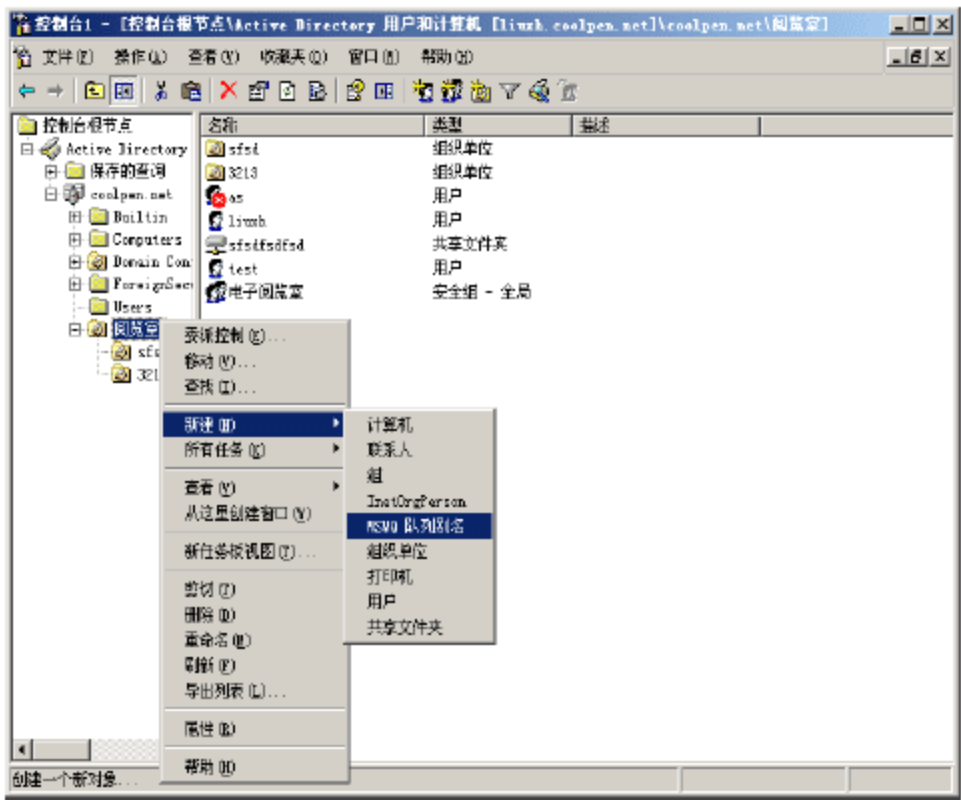 控制台1 - [控制台根节点\Active Directory 用户和计算机 [liuxh.coolpen.net]\coolpen.net\阅览室]
文件(F) 操作(A) 查看(V) 收藏夹(O) 窗口(W) 帮助(H)
控制台根节点
Active Directory
保存的查询
coolpen.net
Builtin
Computers
Domain Con
ForeignSec
Users
阅览室
sfs
321
名称 类型 描述
sfsd 组织单位
3213 组织单位
as 用户
liuxh 用户
sfsdfsdfsd 共享文件夹
test 用户
电子阅览室 安全组 - 全局
委派控制(E)...
移动(V)...
查找(I)...
新建(N)
所有任务(K)
查看(V)
从这里创建窗口(W)
新任务板视图(T)...
剪切(T)
删除(D)
重命名(M)
刷新(F)
导出列表(L)...
属性(R)
帮助(H)
计算机
联系人
组
InetOrgPerson
MSMQ 队列别名
组织单位
打印机
用户
共享文件夹
创建一个新对象...